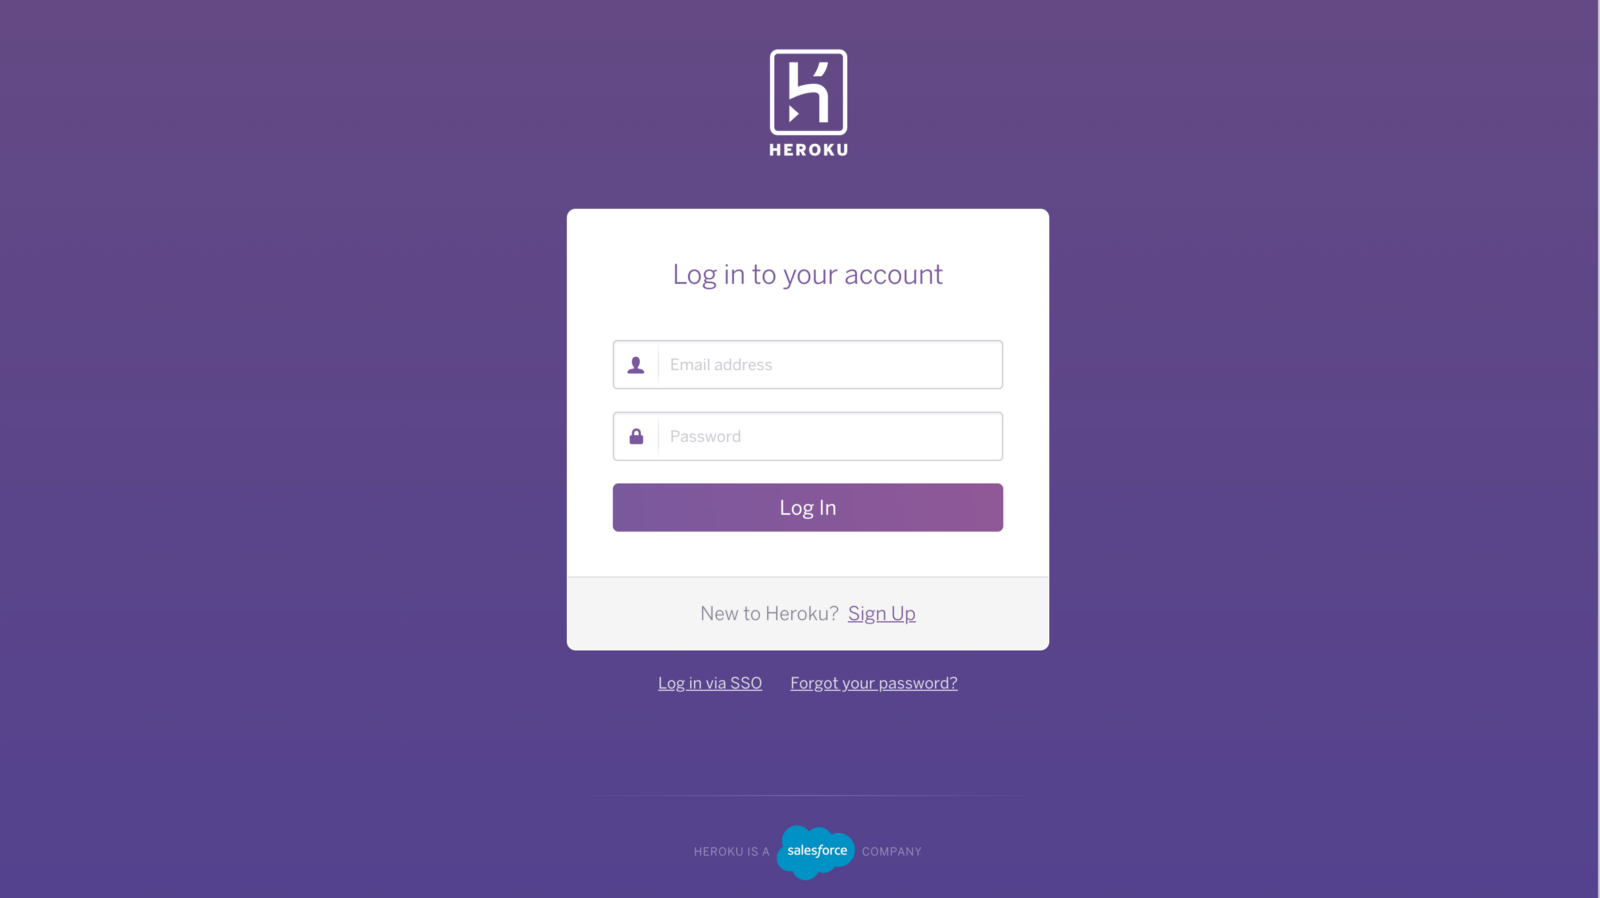 HEROKU
Log in to your account
Email address
Password
Log In
New to Heroku? Sign Up
Log in via SSO Forgot your password?
HEROKU IS A salesforce COMPANY